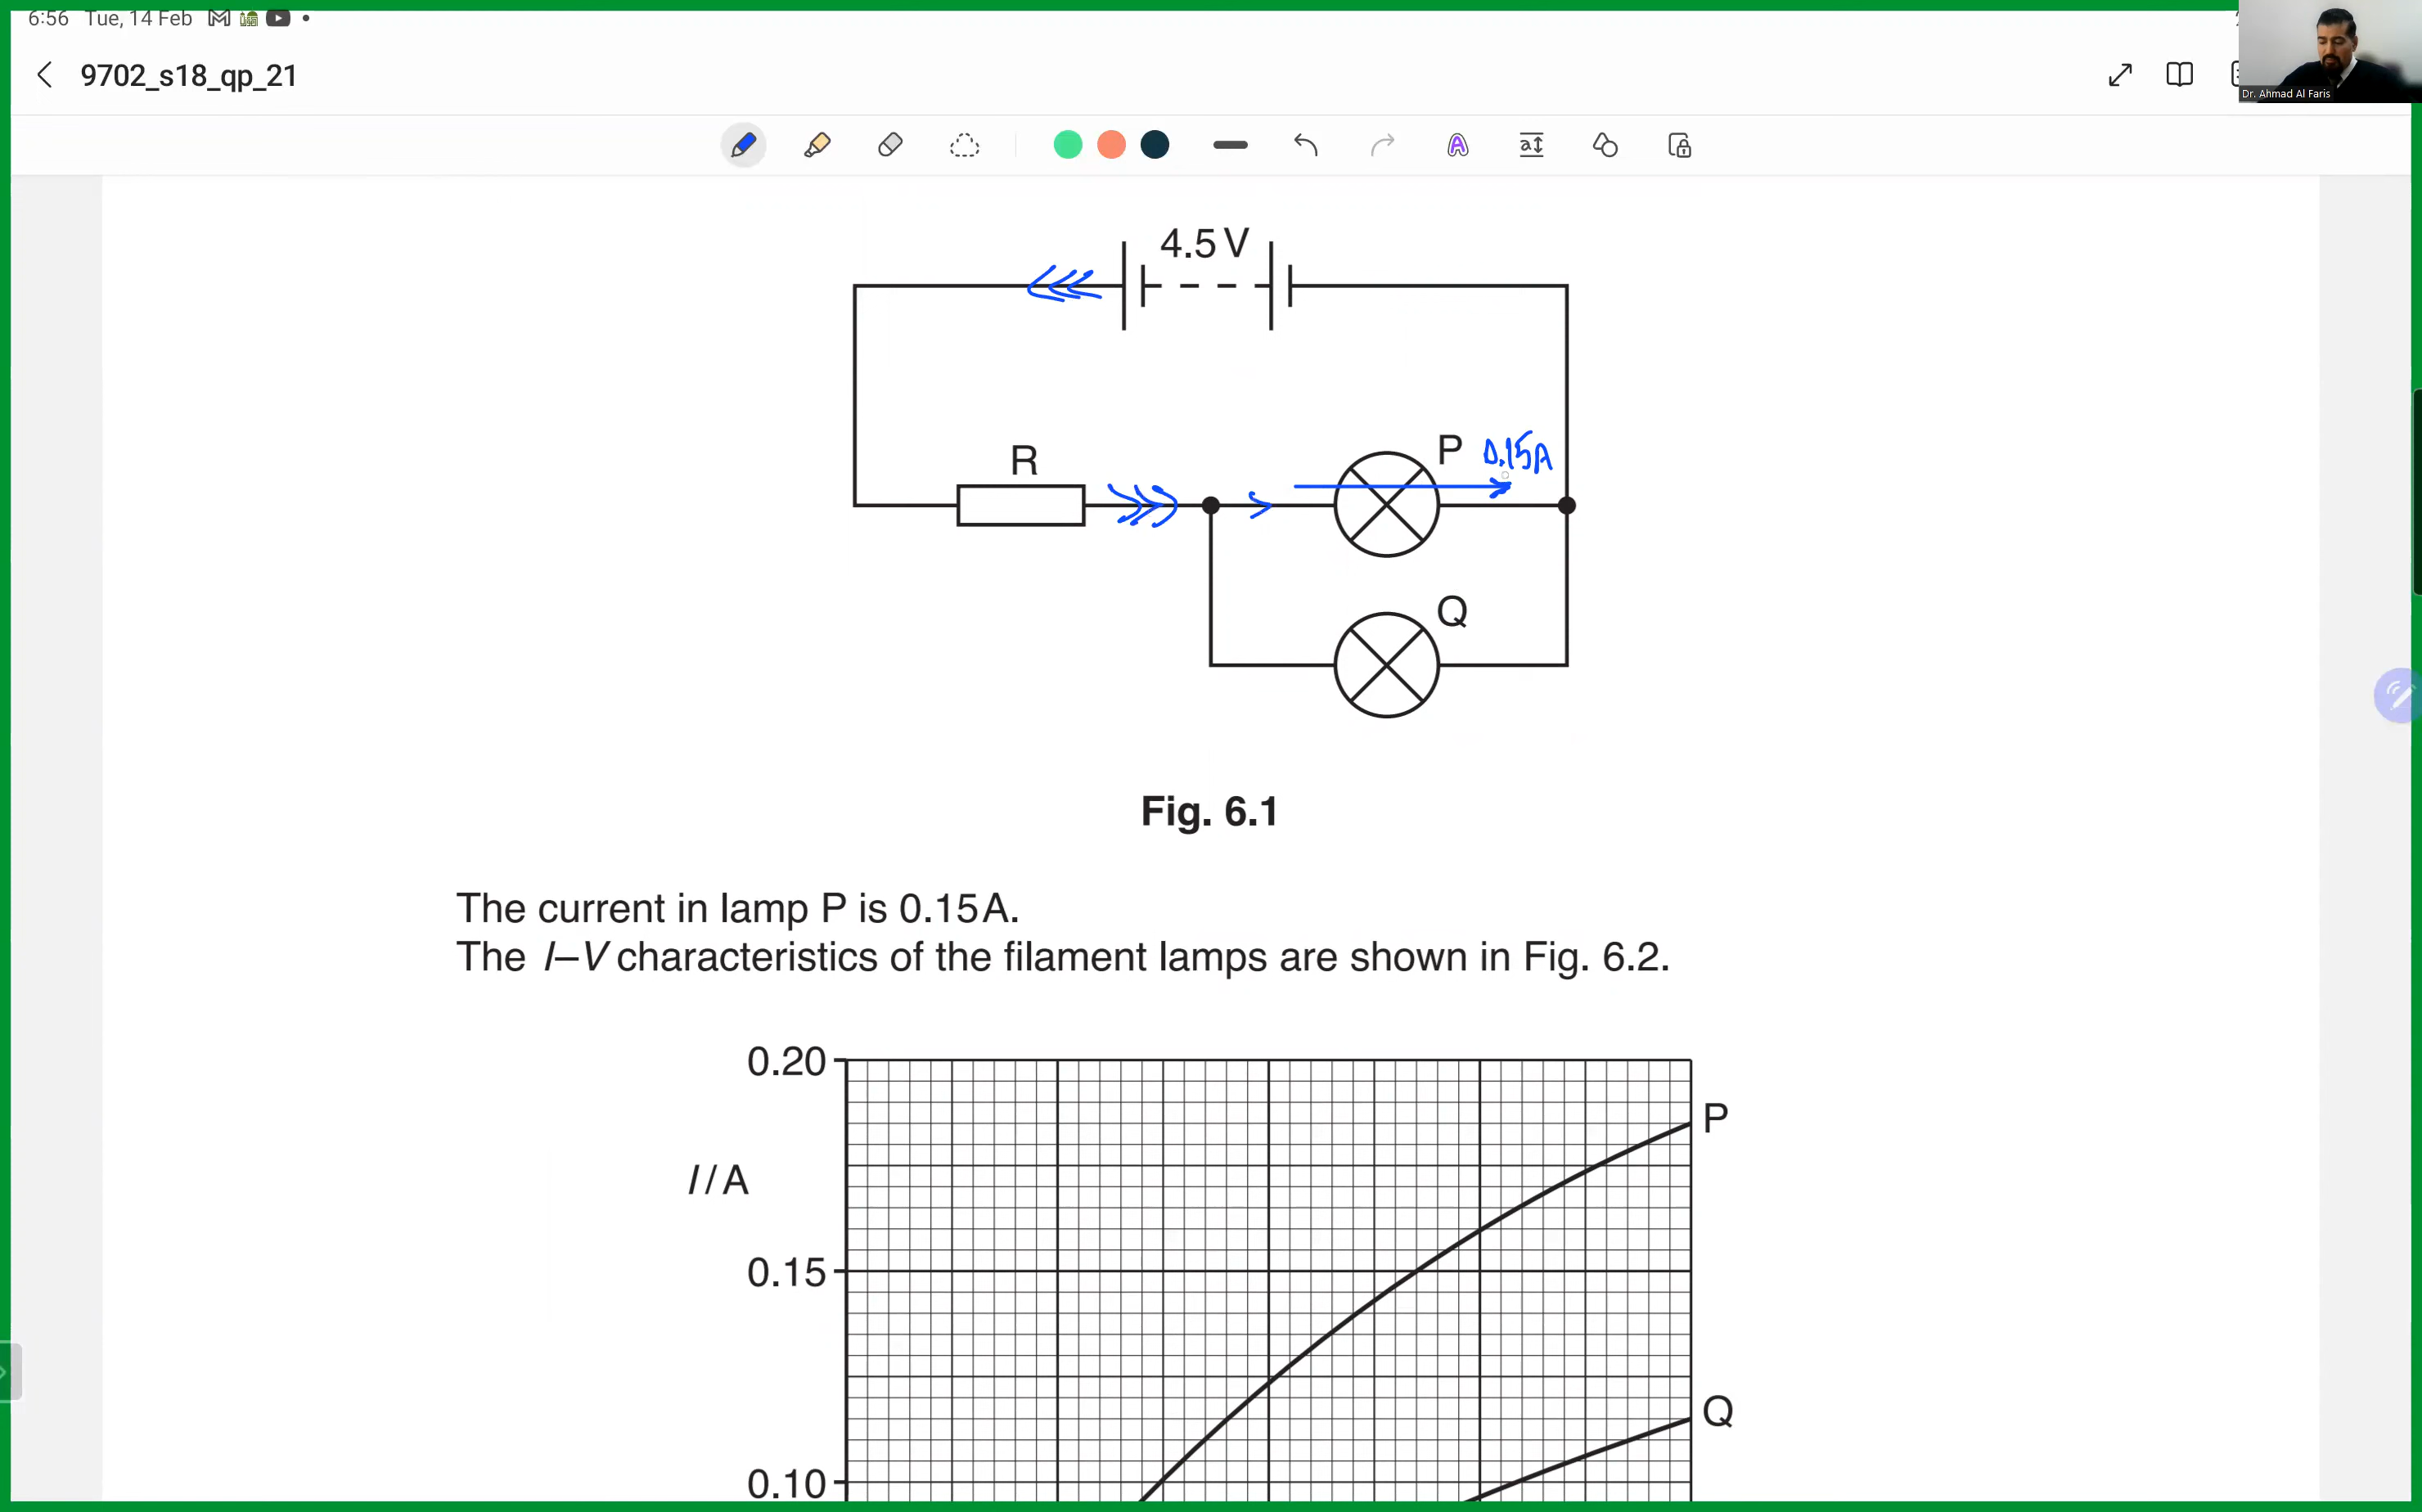 6:56 Tue, 14 Feb
9702_s18_qp_21
Dr. Ahmad Al Faris
4.5 V
R
P 0.15A
Q
Fig. 6.1
The current in lamp P is 0.15A.
The I–V characteristics of the filament lamps are shown in Fig. 6.2.
0.20
P
I / A
0.15
Q
0.10